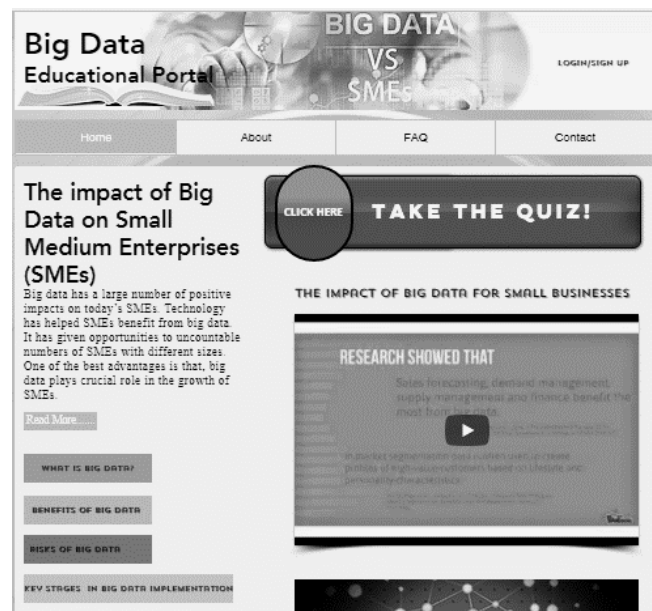 Big Data
Educational Portal
BIG DATA
VS
SMEs
LOGIN/SIGN UP
Home
About
FAQ
Contact
The impact of Big
Data on Small
Medium Enterprises
(SMEs)
Big data has a large number of positive
impacts on today's SMEs. Technology
has helped SMEs benefit from big data.
It has given opportunities to uncountable
numbers of SMEs with different sizes.
One of the best advantages is that, big
data plays crucial role in the growth of
SMEs.
Read More......
WHAT IS BIG DATA?
BENEFITS OF BIG DATA
RISKS OF BIG DATA
KEY STAGES IN BIG DATA IMPLEMENTATION
CLICK HERE
TAKE THE QUIZ!
THE IMPACT OF BIG DATA FOR SMALL BUSINESSES
RESEARCH SHOWED THAT
Sales forecasting, demand management,
supply management and finance benefit the
most from big data.